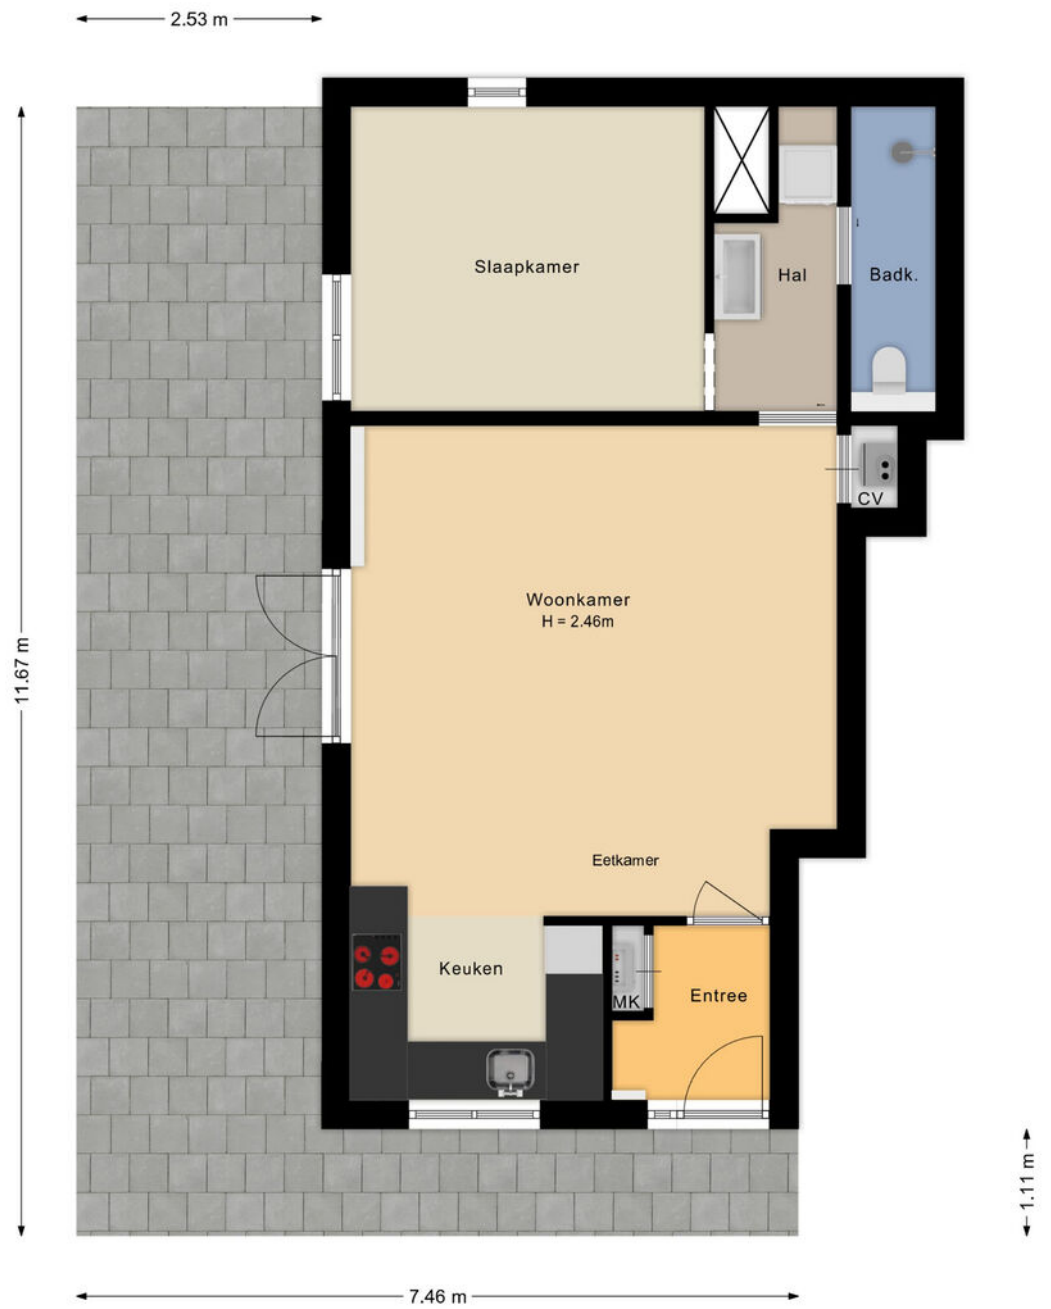 2.53 m
Slaapkamer
Hal
Badk.
CV
Woonkamer
H = 2.46m
11.67 m
Eetkamer
Keuken
MK
Entree
1.11 m
7.46 m